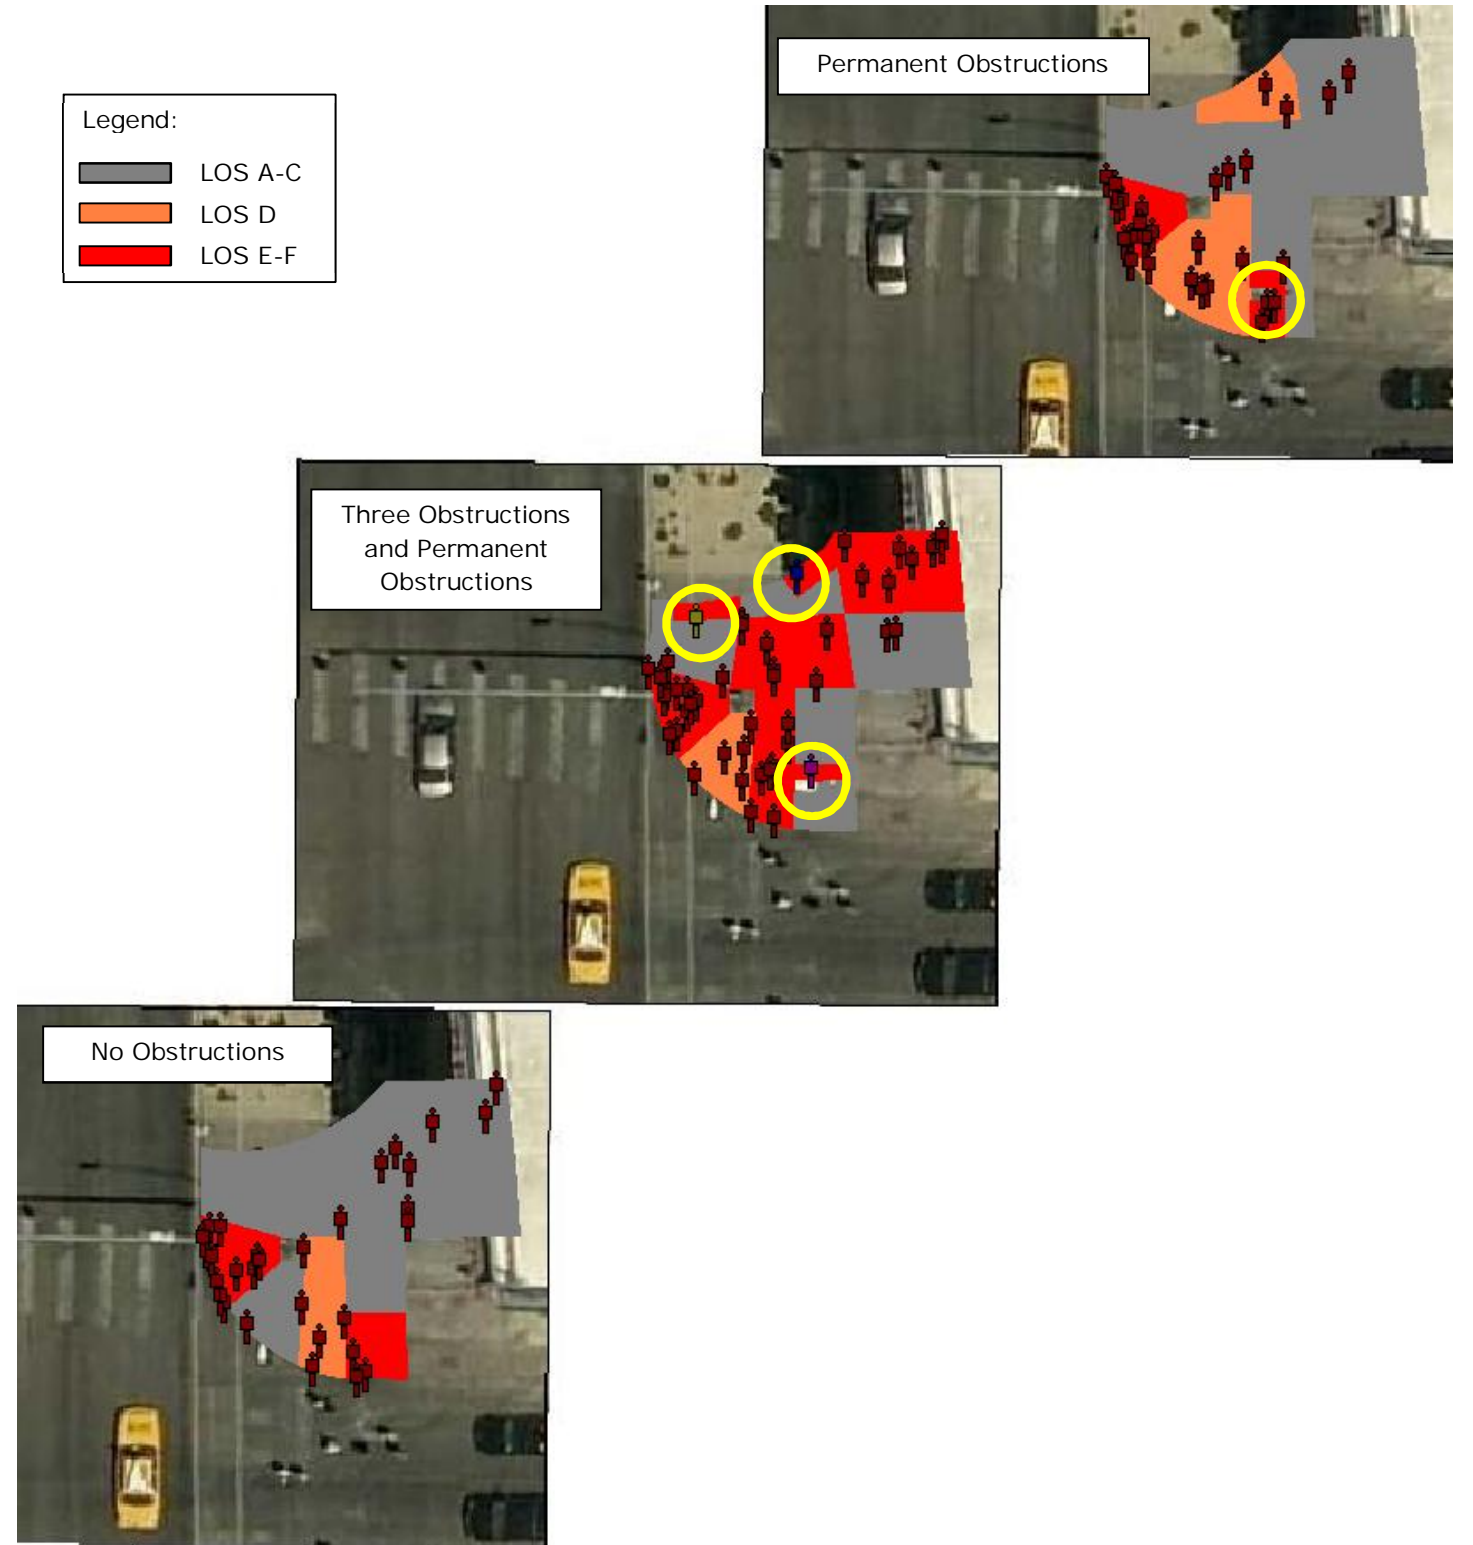 Permanent Obstructions
Legend:
LOS A-C
LOS D
LOS E-F
Three Obstructions
and Permanent
Obstructions
No Obstructions